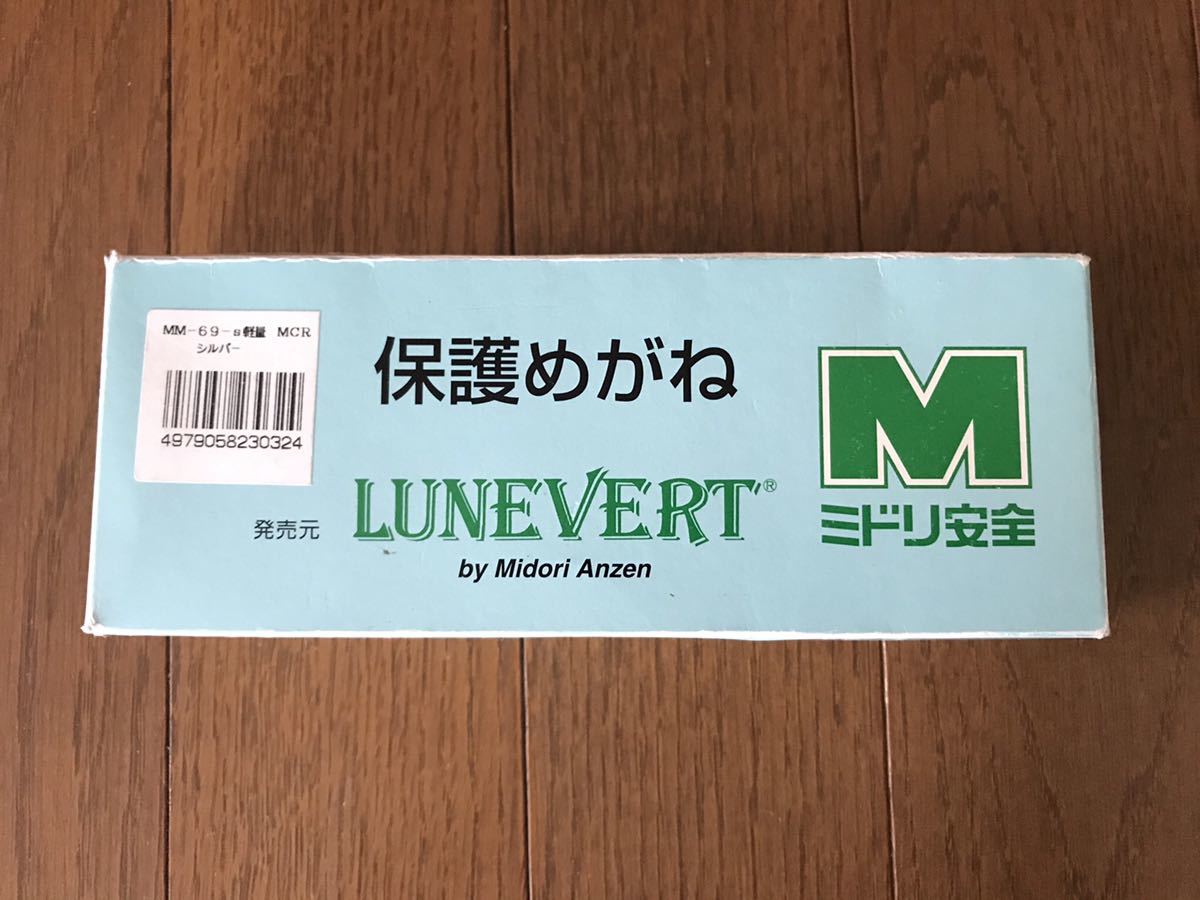 MM-69-s軽量 MCR
シルバー
4979058230324
保護めがね
発売元 LUNEVERT®
by Midori Anzen
M
ミドリ安全